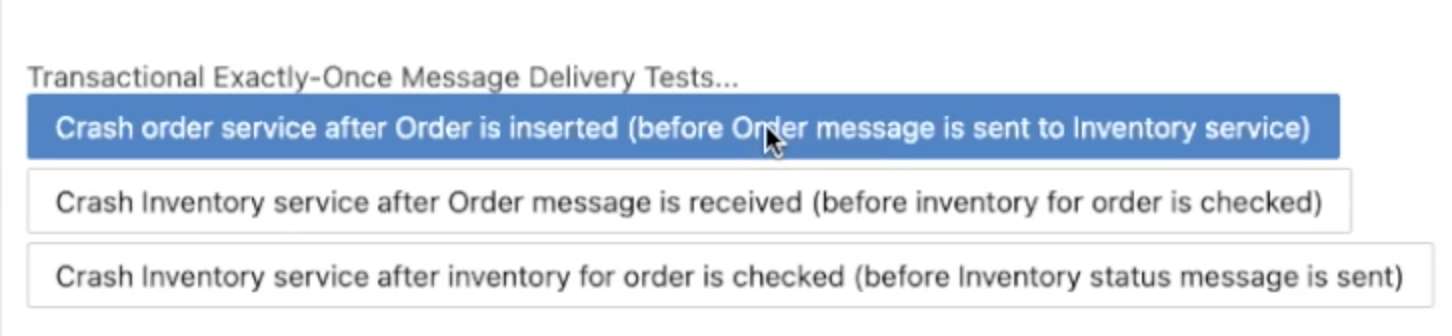 Transactional Exactly-Once Message Delivery Tests...
Crash order service after Order is inserted (before Order message is sent to Inventory service)
Crash Inventory service after Order message is received (before inventory for order is checked)
Crash Inventory service after inventory for order is checked (before Inventory status message is sent)